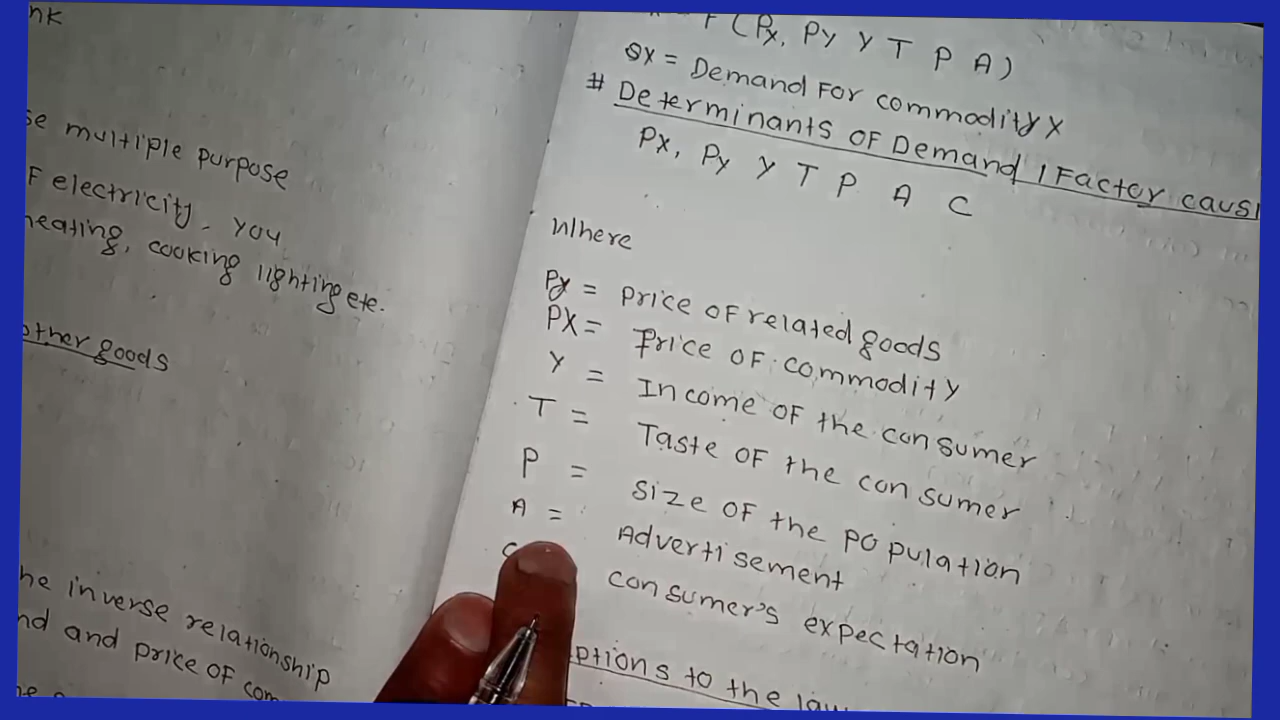 nk
se multiple purpose
F electricity, you
heating, cooking lighting etc.
other goods
he inverse relationship
nd and price of com
F (Px, Py Y T P A)
Qx = Demand For commodity x
# Determinants OF Demand / Factor causi
Px, Py Y T P A C
Where
Py = Price of related goods
PX = Price OF commodity
Y = Income of the consumer
T = Taste OF the consumer
P = size OF the population
A = Advertisement
C consumer's expectation
ptions to the law